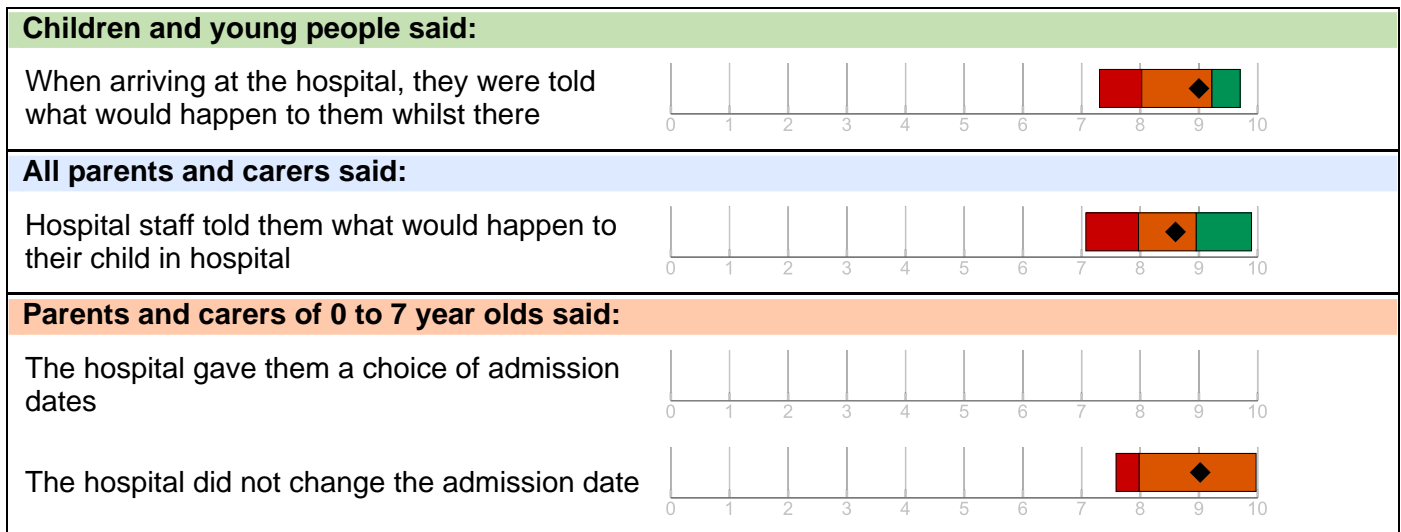 Children and young people said:
When arriving at the hospital, they were told
what would happen to them whilst there
0 1 2 3 4 5 6 7 8 9 10
All parents and carers said:
Hospital staff told them what would happen to
their child in hospital
0 1 2 3 4 5 6 7 8 9 10
Parents and carers of 0 to 7 year olds said:
The hospital gave them a choice of admission
dates
0 1 2 3 4 5 6 7 8 9 10
The hospital did not change the admission date
0 1 2 3 4 5 6 7 8 9 10